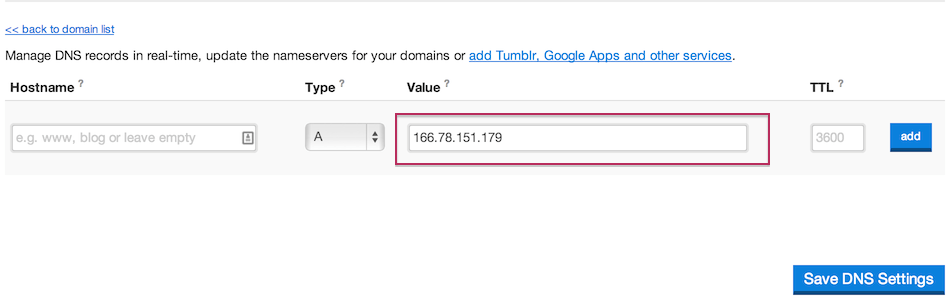 << back to domain list
Manage DNS records in real-time, update the nameservers for your domains or add Tumblr, Google Apps and other services.
Hostname ? Type ? Value ? TTL ?
e.g. www, blog or leave empty A 166.78.151.179 3600 add
Save DNS Settings